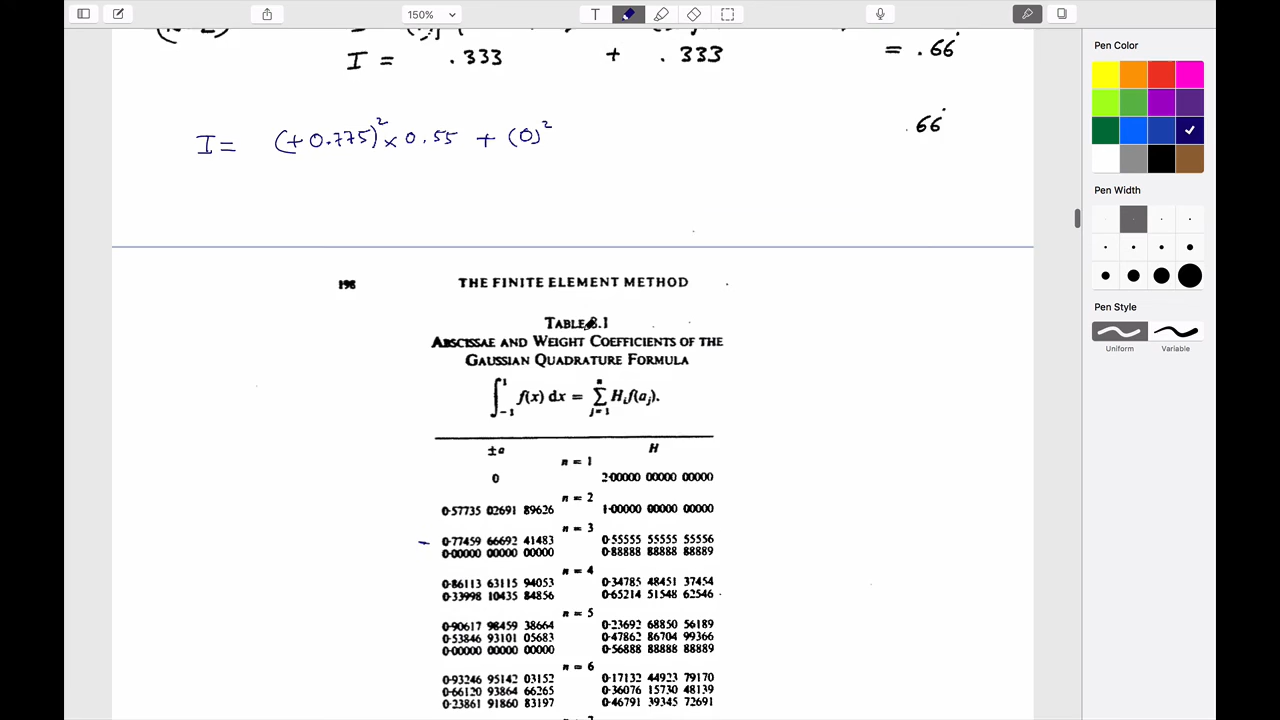 150%
T
I = .333 + .333 = .66̇
I = (+0.775)² × 0.55 + (0)² .66̇
Pen Color
Pen Width
Pen Style
Uniform Variable
198 THE FINITE ELEMENT METHOD
TABLE 8.1
ABSCISSAE AND WEIGHT COEFFICIENTS OF THE
GAUSSIAN QUADRATURE FORMULA
∫₋₁¹ f(x) dx = Σⱼ₌₁ⁿ Hᵢf(aⱼ).
±a H
n = 1
0 2·00000 00000 00000
n = 2
0·57735 02691 89626 1·00000 00000 00000
n = 3
0·77459 66692 41483 0·55555 55555 55556
0·00000 00000 00000 0·88888 88888 88889
n = 4
0·86113 63115 94053 0·34785 48451 37454
0·33998 10435 84856 0·65214 51548 62546
n = 5
0·90617 98459 38664 0·23692 68850 56189
0·53846 93101 05683 0·47862 86704 99366
0·00000 00000 00000 0·56888 88888 88889
n = 6
0·93246 95142 03152 0·17132 44923 79170
0·66120 93864 66265 0·36076 15730 48139
0·23861 91860 83197 0·46791 39345 72691